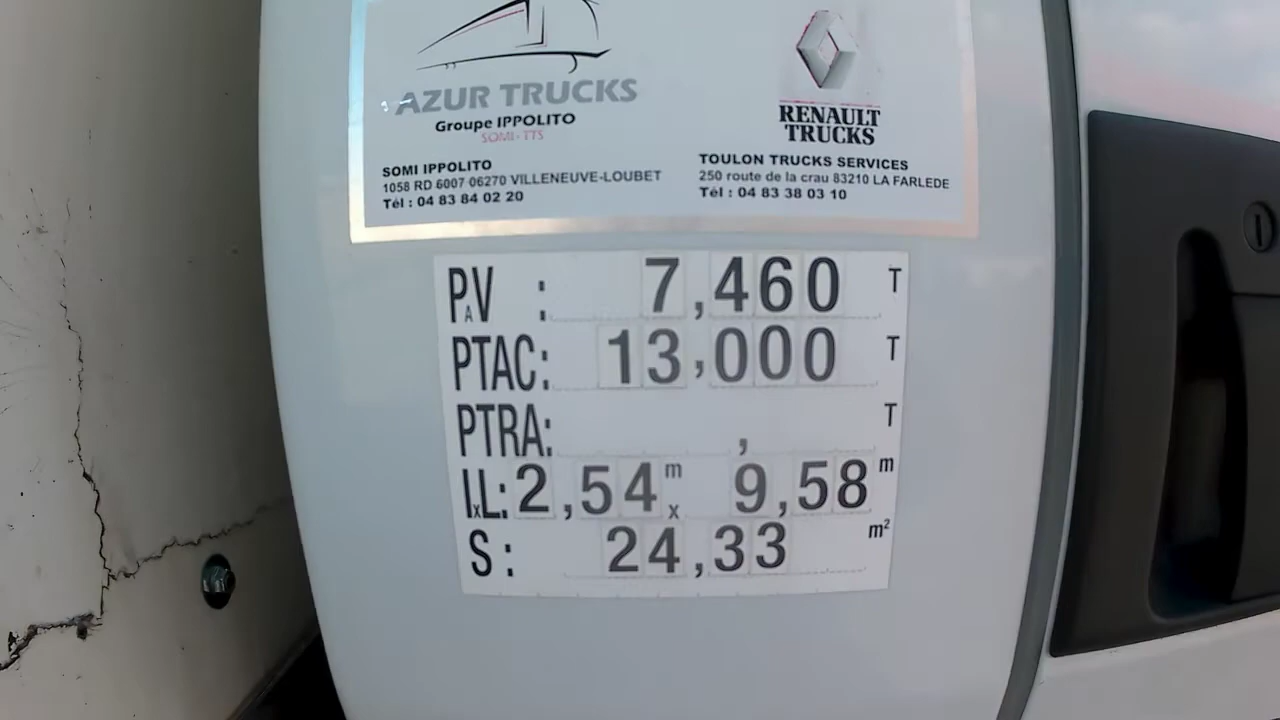 AZUR TRUCKS
Groupe IPPOLITO
SOMI-TTS
SOMI IPPOLITO
1058 RD 6007 06270 VILLENEUVE-LOUBET
Tél : 04 83 84 02 20
RENAULT
TRUCKS
TOULON TRUCKS SERVICES
250 route de la crau 83210 LA FARLEDE
Tél : 04 83 38 03 10
PAV : 7,460 T
PTAC: 13,000 T
PTRA: , T
lxL: 2,54 m x 9,58 m
S: 24,33 m²